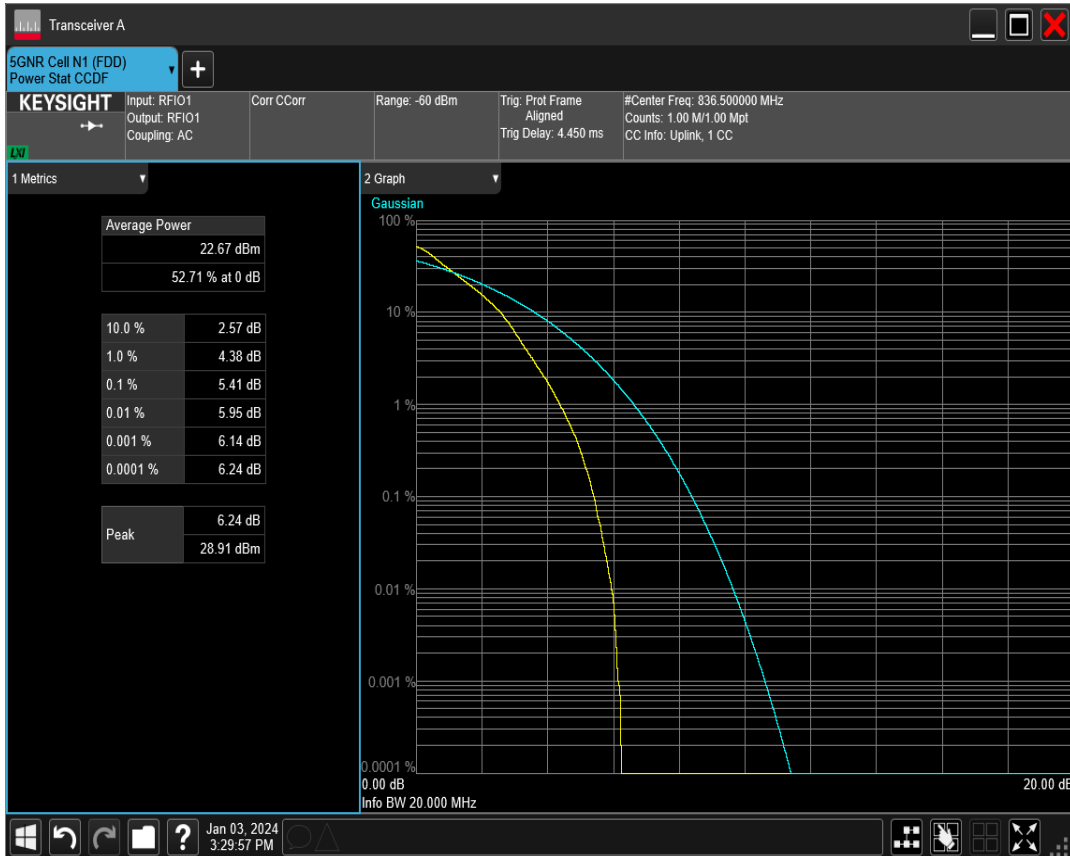 Transceiver A
5GNR Cell N1 (FDD)
Power Stat CCDF
+
KEYSIGHT
LXI
Input: RFIO1
Output: RFIO1
Coupling: AC
Corr CCorr
Range: -60 dBm
Trig: Prot Frame
Aligned
Trig Delay: 4.450 ms
#Center Freq: 836.500000 MHz
Counts: 1.00 M/1.00 Mpt
CC Info: Uplink, 1 CC
1 Metrics
Average Power
22.67 dBm
52.71 % at 0 dB
10.0 % 2.57 dB
1.0 % 4.38 dB
0.1 % 5.41 dB
0.01 % 5.95 dB
0.001 % 6.14 dB
0.0001 % 6.24 dB
Peak 6.24 dB
28.91 dBm
2 Graph
Gaussian
100 %
10 %
1 %
0.1 %
0.01 %
0.001 %
0.0001 %
0.00 dB 20.00 dB
Info BW 20.000 MHz
?
Jan 03, 2024
3:29:57 PM